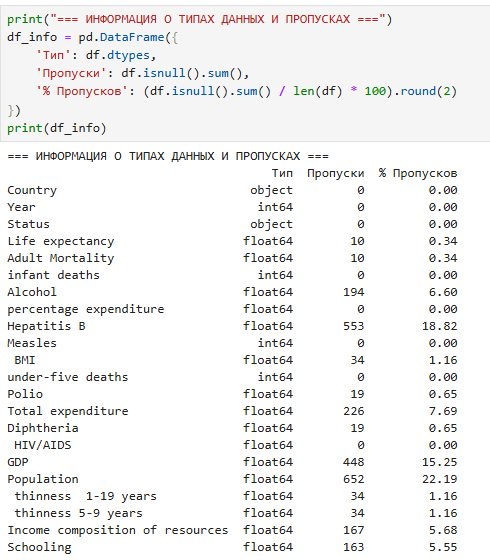 print("=== ИНФОРМАЦИЯ О ТИПАХ ДАННЫХ И ПРОПУСКАХ ===")
df_info = pd.DataFrame({
    'Тип': df.dtypes,
    'Пропуски': df.isnull().sum(),
    '% Пропусков': (df.isnull().sum() / len(df) * 100).round(2)
})
print(df_info)
=== ИНФОРМАЦИЯ О ТИПАХ ДАННЫХ И ПРОПУСКАХ ===
                                     Тип  Пропуски  % Пропусков
Country                           object         0         0.00
Year                               int64         0         0.00
Status                            object         0         0.00
Life expectancy                  float64        10         0.34
Adult Mortality                  float64        10         0.34
infant deaths                      int64         0         0.00
Alcohol                          float64       194         6.60
percentage expenditure           float64         0         0.00
Hepatitis B                      float64       553        18.82
Measles                            int64         0         0.00
 BMI                             float64        34         1.16
under-five deaths                  int64         0         0.00
Polio                            float64        19         0.65
Total expenditure                float64       226         7.69
Diphtheria                       float64        19         0.65
 HIV/AIDS                        float64         0         0.00
GDP                              float64       448        15.25
Population                       float64       652        22.19
 thinness  1-19 years            float64        34         1.16
 thinness 5-9 years              float64        34         1.16
Income composition of resources  float64       167         5.68
Schooling                        float64       163         5.55